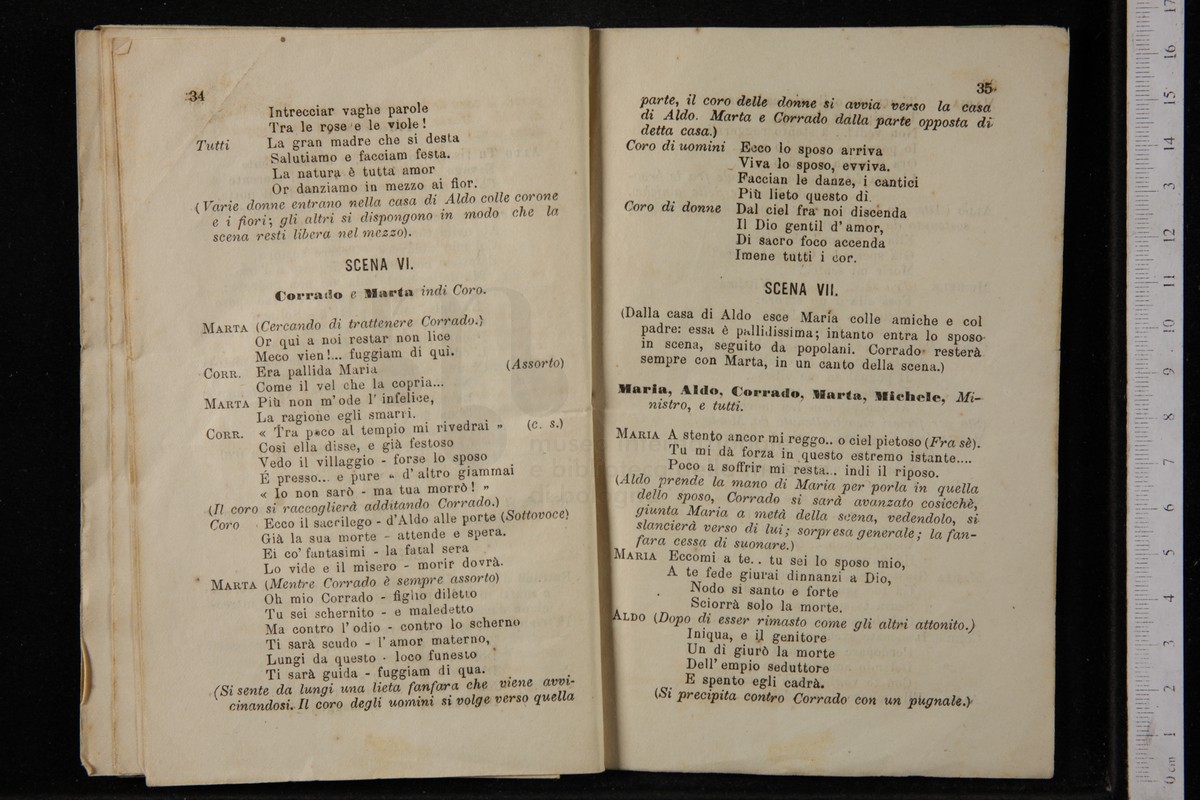 34
Intrecciar vaghe parole
Tra le rose e le viole!
Tutti La gran madre che si desta
Salutiamo e facciam festa.
La natura è tutta amor
Or danziamo in mezzo ai fior.
(Varie donne entrano nella casa di Aldo colle corone
e i fiori; gli altri si dispongono in modo che la
scena resti libera nel mezzo).
SCENA VI.
Corrado e Marta indi Coro.
MARTA (Cercando di trattenere Corrado.)
Or qui a noi restar non lice
Meco vien!... fuggiam di qui.
CORR. Era pallida Maria (Assorto)
Come il vel che la copria...
MARTA Più non m'ode l'infelice,
La ragione egli smarrì.
CORR. « Tra poco al tempio mi rivedrai » (c. s.)
Così ella disse, e già festoso
Vedo il villaggio - forse lo sposo
È presso... e pure « d'altro giammai
« Io non sarò - ma tua morrò! »
(Il coro si raccoglierà additando Corrado.)
Coro Ecco il sacrilego - d'Aldo alle porte (Sottovoce)
Già la sua morte - attende e spera.
Ei co' fantasimi - la fatal sera
Lo vide e il misero - morir dovrà.
MARTA (Mentre Corrado è sempre assorto)
Oh mio Corrado - figlio diletto
Tu sei schernito - e maledetto
Ma contro l'odio - contro lo scherno
Ti sarà scudo - l'amor materno,
Lungi da questo - loco funesto
Ti sarà guida - fuggiam di qua.
(Si sente da lungi una lieta fanfara che viene avvi-
cinandosi. Il coro degli uomini si volge verso quella
35
parte, il coro delle donne si avvia verso la casa
di Aldo. Marta e Corrado dalla parte opposta di
detta casa.)
Coro di uomini Ecco lo sposo arriva
Viva lo sposo, evviva.
Faccian le danze, i cantici
Più lieto questo dì.
Coro di donne Dal ciel fra noi discenda
Il Dio gentil d'amor,
Di sacro foco accenda
Imene tutti i cor.
SCENA VII.
(Dalla casa di Aldo esce Maria colle amiche e col
padre: essa è pallidissima; intanto entra lo sposo
in scena, seguito da popolani. Corrado resterà
sempre con Marta, in un canto della scena.)
Maria, Aldo, Corrado, Marta, Michele, Mi-
nistro, e tutti.
MARIA A stento ancor mi reggo.. o ciel pietoso (Fra sè).
Tu mi dà forza in questo estremo istante....
Poco a soffrir mi resta... indi il riposo.
(Aldo prende la mano di Maria per porla in quella
dello sposo, Corrado si sarà avanzato cosicchè,
giunta Maria a metà della scena, vedendolo, si
slancierà verso di lui; sorpresa generale; la fan-
fara cessa di suonare.)
MARIA Eccomi a te.. tu sei lo sposo mio,
A te fede giurai dinnanzi a Dio,
Nodo sì santo e forte
Sciorrà solo la morte.
ALDO (Dopo di esser rimasto come gli altri attonito.)
Iniqua, e il genitore
Un dì giurò la morte
Dell'empio seduttore
E spento egli cadrà.
(Si precipita contro Corrado con un pugnale.)
0 cm 1 2 3 4 5 6 7 8 9 10 11 12 13 14 15 16 17